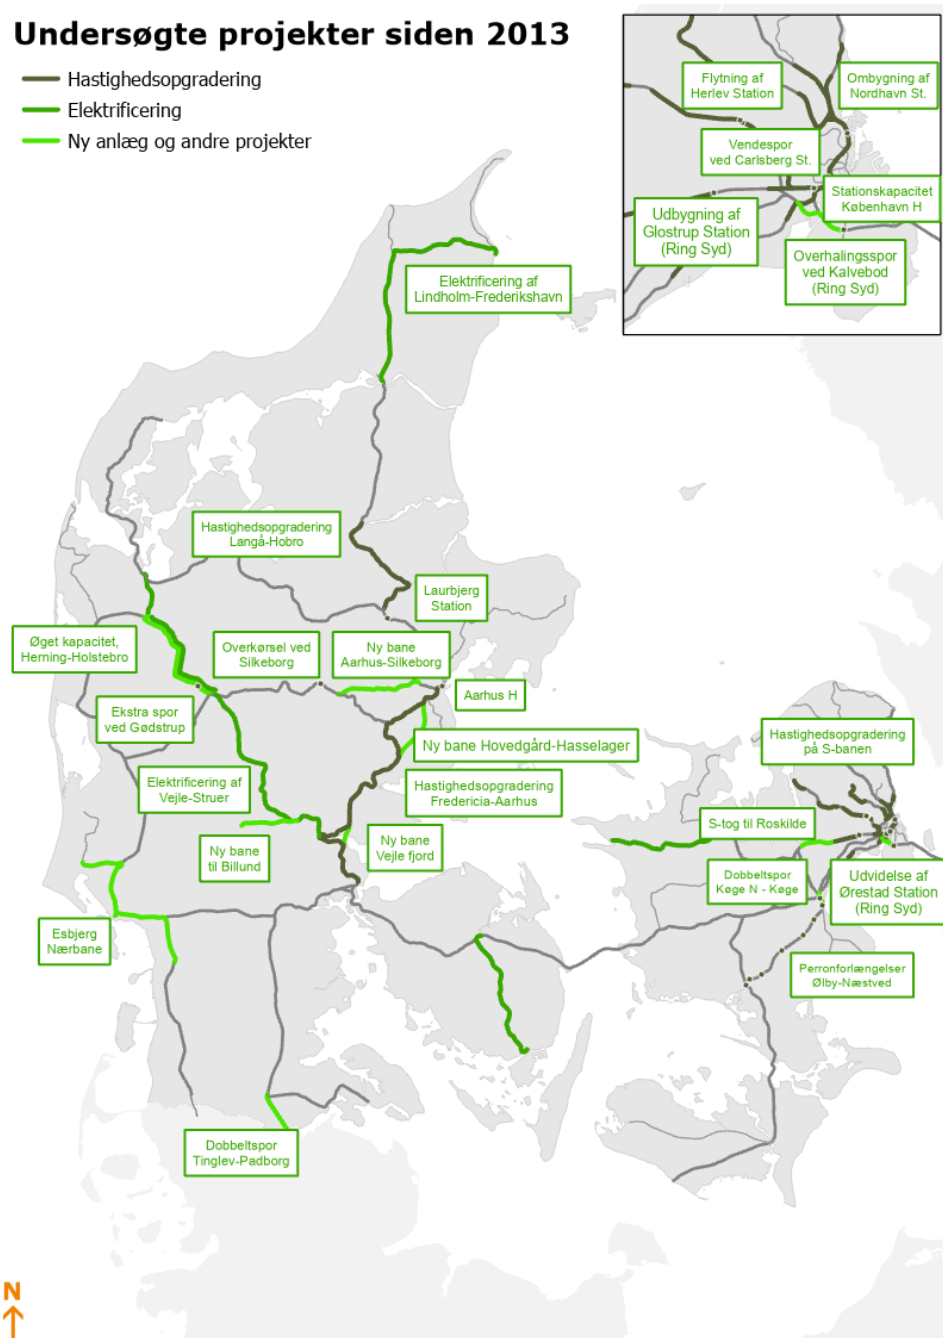 Undersøgte projekter siden 2013
Hastighedsopgradering
Elektrificering
Ny anlæg og andre projekter
Flytning af
Herlev Station
Ombygning af
Nordhavn St.
Vendespor
ved Carlsberg St.
Stationskapacitet
København H
Udbygning af
Glostrup Station
(Ring Syd)
Overhalingsspor
ved Kalvebod
(Ring Syd)
Elektrificering af
Lindholm-Frederikshavn
Hastighedsopgradering
Langå-Hobro
Laurbjerg
Station
Øget kapacitet,
Herning-Holstebro
Overkørsel ved
Silkeborg
Ny bane
Aarhus-Silkeborg
Aarhus H
Ekstra spor
ved Gødstrup
Ny bane Hovedgård-Hasselager
Hastighedsopgradering
på S-banen
Elektrificering af
Vejle-Struer
Hastighedsopgradering
Fredericia-Aarhus
S-tog til Roskilde
Ny bane
til Billund
Ny bane
Vejle fjord
Dobbeltspor
Køge N - Køge
Udvidelse af
Ørestad Station
(Ring Syd)
Esbjerg
Nærbane
Perronforlængelser
Ølby-Næstved
Dobbeltspor
Tinglev-Padborg
N